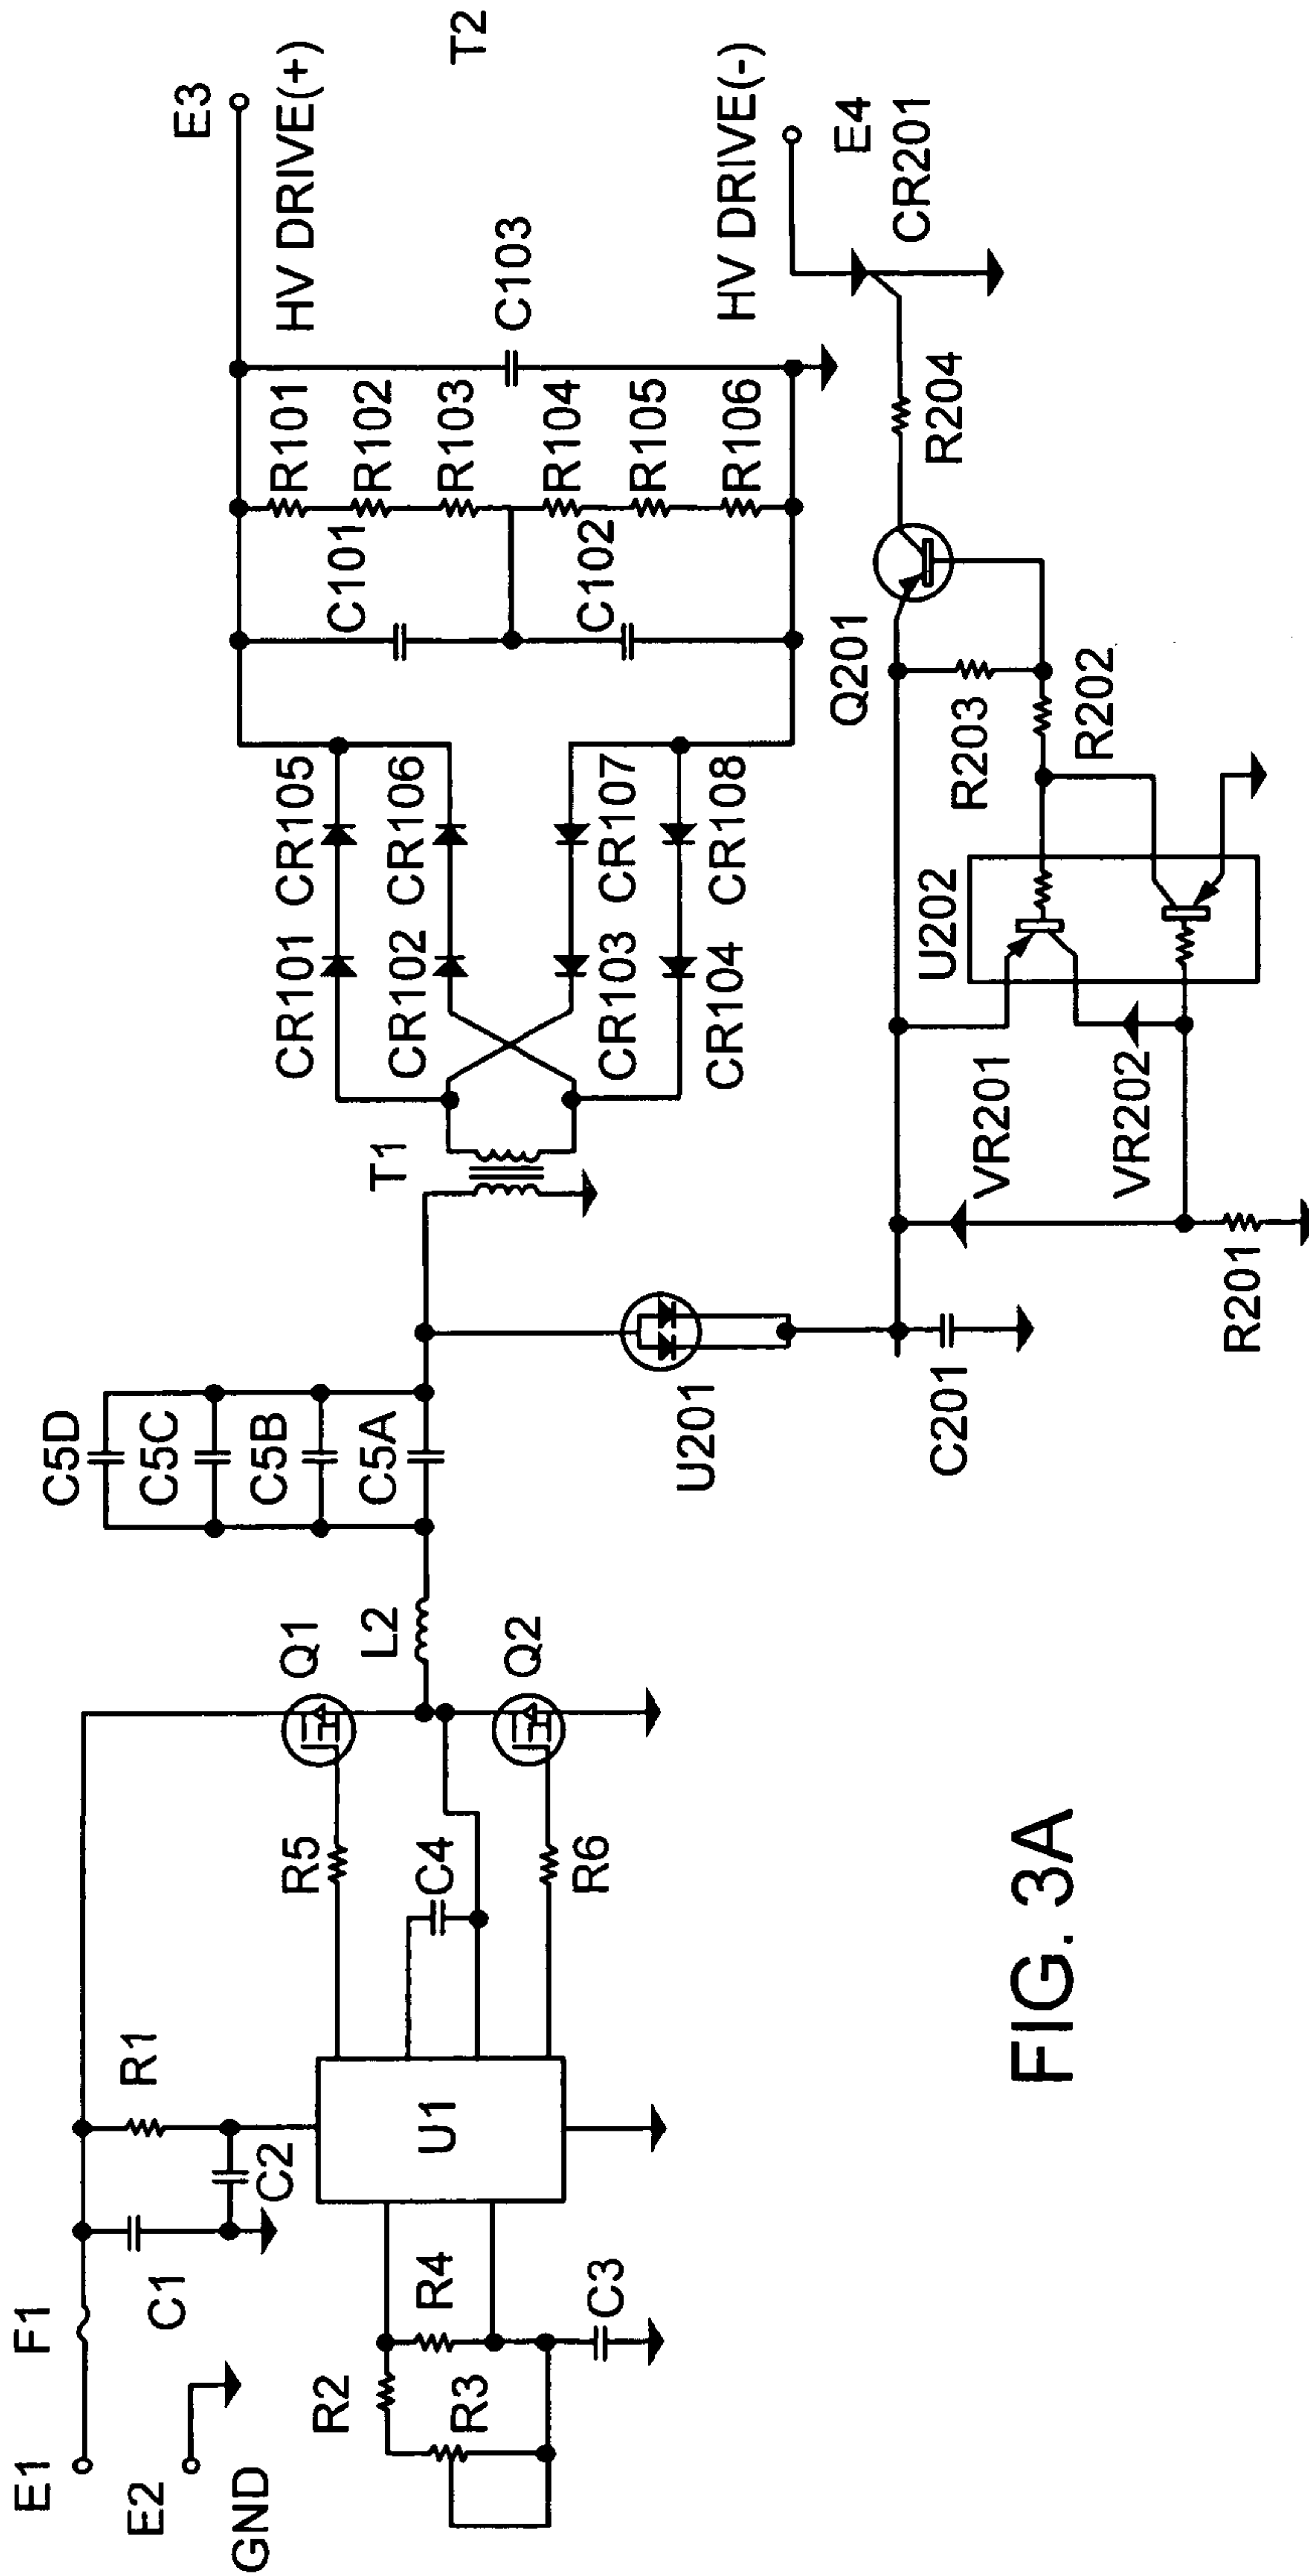 E1
F1
E2
GND
C1
C2
R1
R2
R3
R4
C3
U1
R5
C4
R6
Q1
Q2
L2
C5D
C5C
C5B
C5A
T1
U201
C201
CR101 CR105
CR102 CR106
CR103 CR107
CR104 CR108
C101
C102
R101
R102
R103
R104
R105
R106
C103
E3
HV DRIVE(+)
T2
HV DRIVE(-)
E4
CR201
R204
Q201
R203
R202
U202
VR201
VR202
R201
FIG. 3A